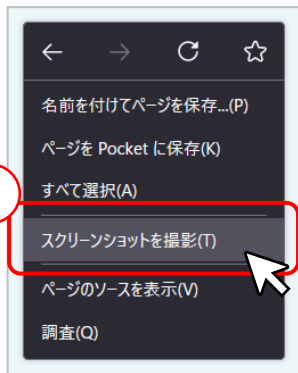 名前を付けてページを保存...(P)
ページを Pocket に保存(K)
すべて選択(A)
スクリーンショットを撮影(T)
ページのソースを表示(V)
調査(Q)